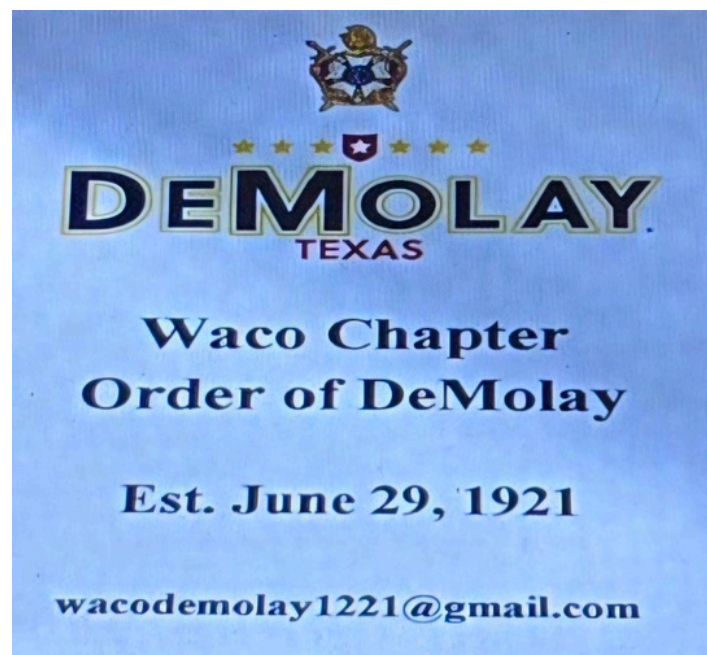 DEMOLAY
TEXAS
Waco Chapter
Order of DeMolay
Est. June 29, 1921
wacodemolay1221@gmail.com